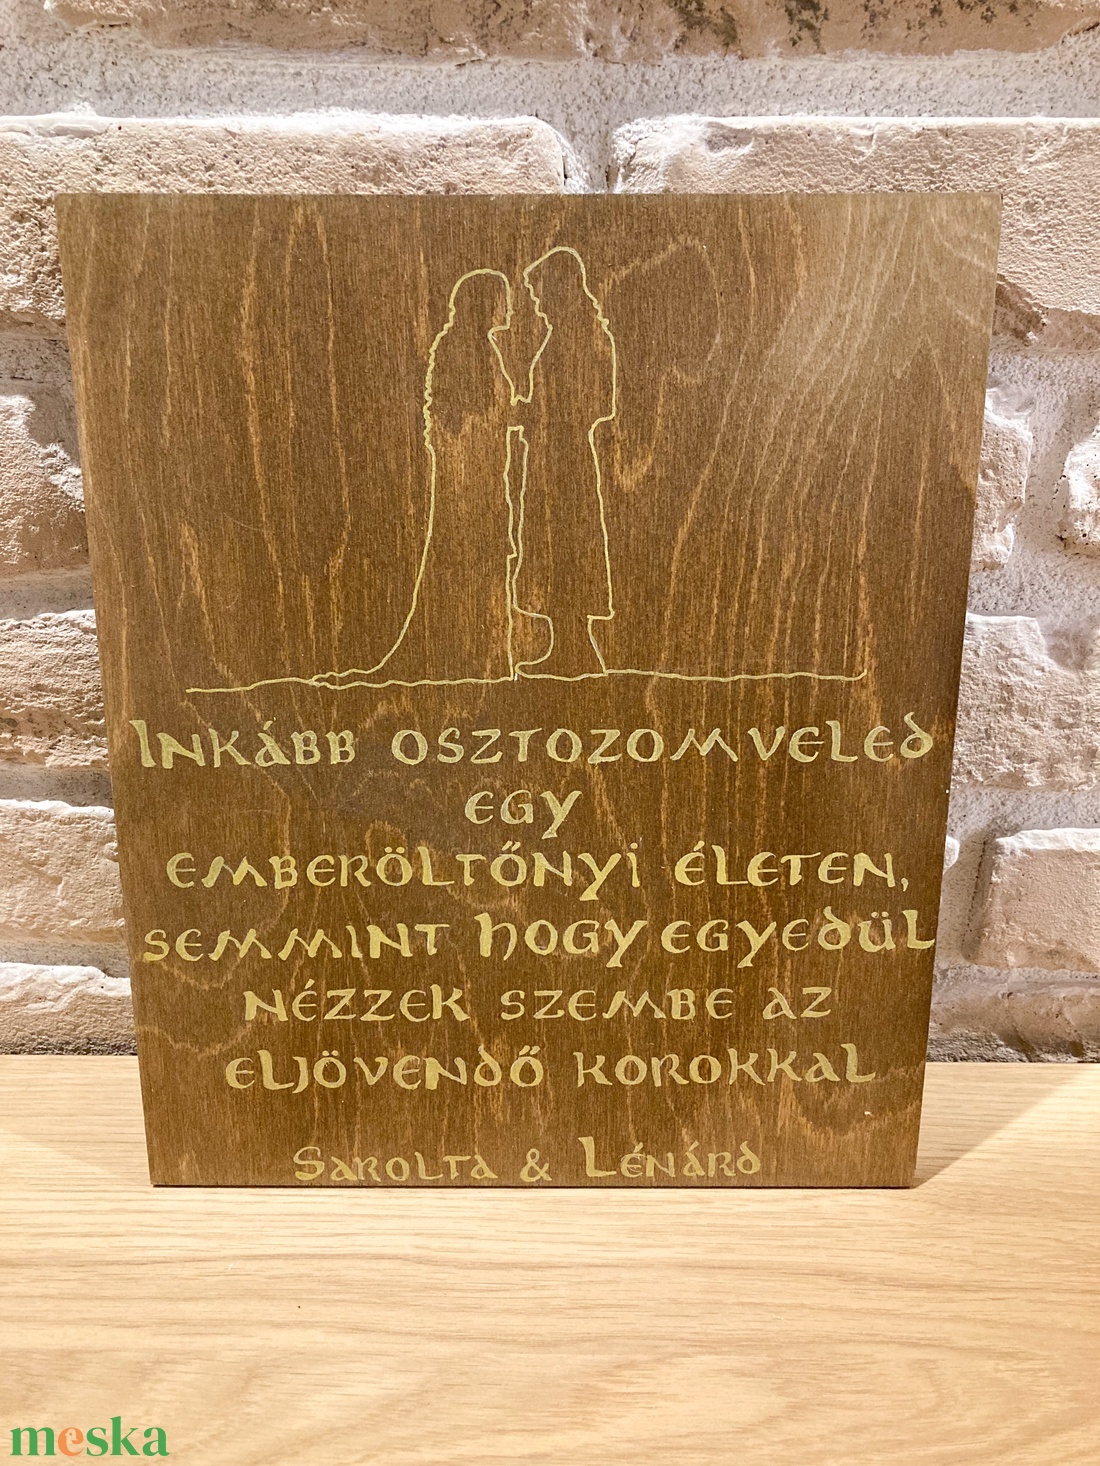 Inkább osztozom veled
egy
emberöltőnyi életen,
semmint hogy egyedül
nézzek szembe az
eljövendő korokkal
Sarolta & Lénárd
meska